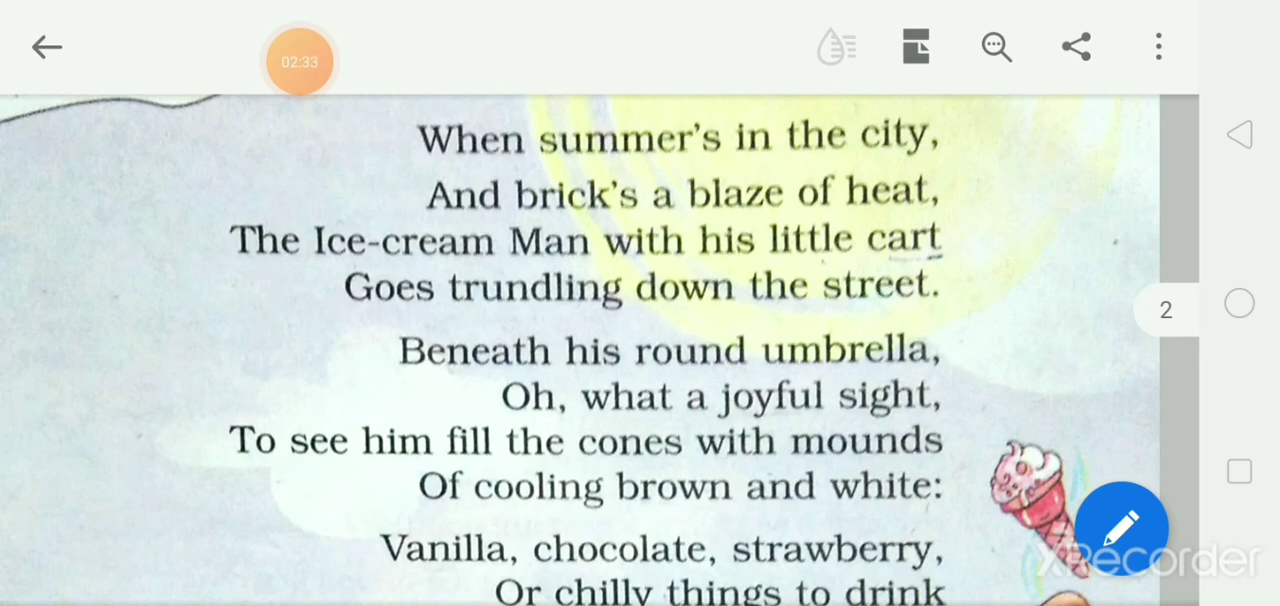 02:33
When summer's in the city,
And brick's a blaze of heat,
The Ice-cream Man with his little cart
Goes trundling down the street.
2
Beneath his round umbrella,
Oh, what a joyful sight,
To see him fill the cones with mounds
Of cooling brown and white:
Vanilla, chocolate, strawberry,
Or chilly things to drink
XRecorder